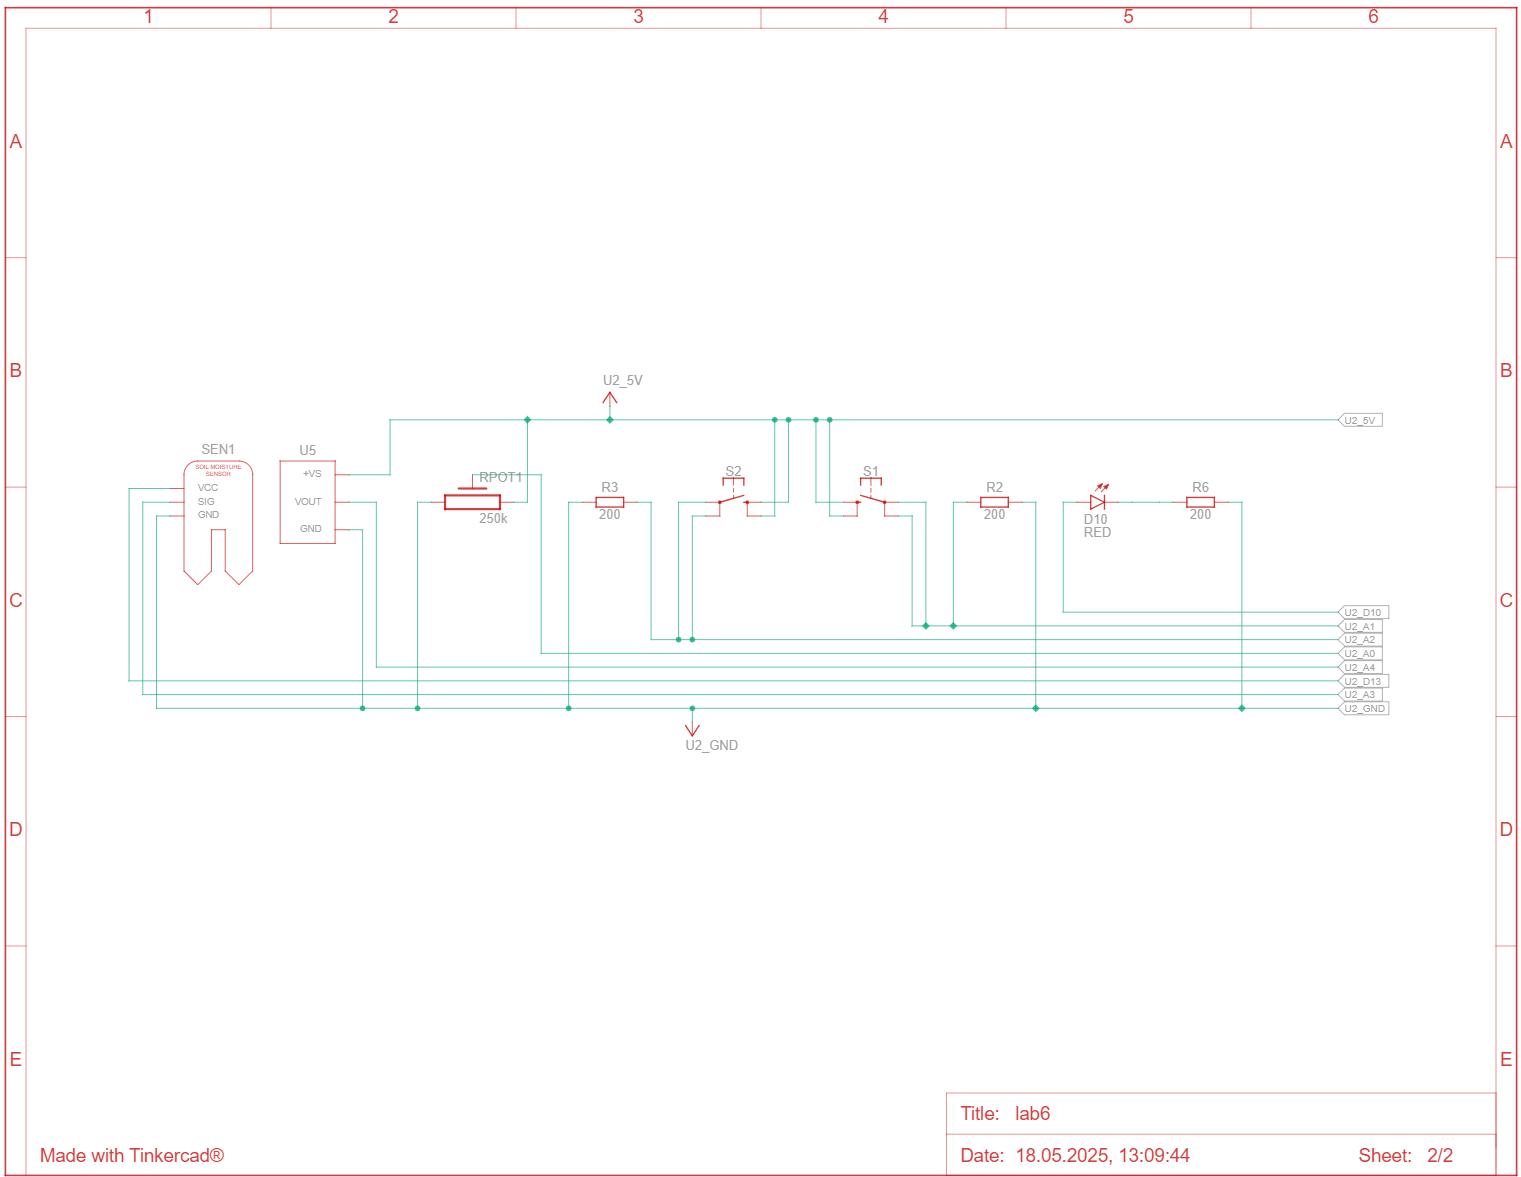 1 2 3 4 5 6
A A
B B
U2_5V
U2_5V
SEN1 U5
SOIL MOISTURE
SENSOR
VCC
SIG
GND
+VS
VOUT
GND
RPOT1
250k
R3
200
S2
S1
R2
200
D10
RED
R6
200
C C
U2_D10
U2_A1
U2_A2
U2_A0
U2_A4
U2_D13
U2_A3
U2_GND
U2_GND
D D
E E
Title: lab6
Made with Tinkercad®
Date: 18.05.2025, 13:09:44 Sheet: 2/2